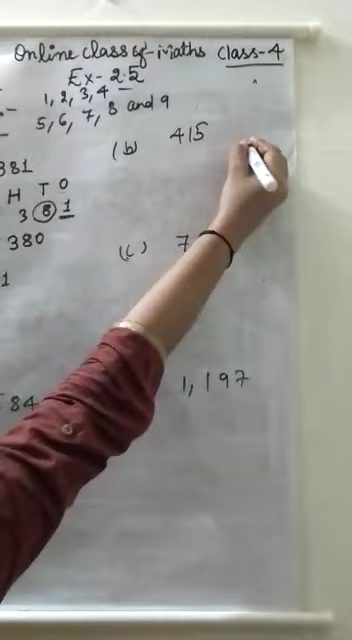 Online class of Maths Class-4
Ex- 2.5
1, 2, 3, 4
5, 6, 7, 8 and 9
(b) 415
381
H T O
3 8 1
380
(c) 7
1
84
1,197